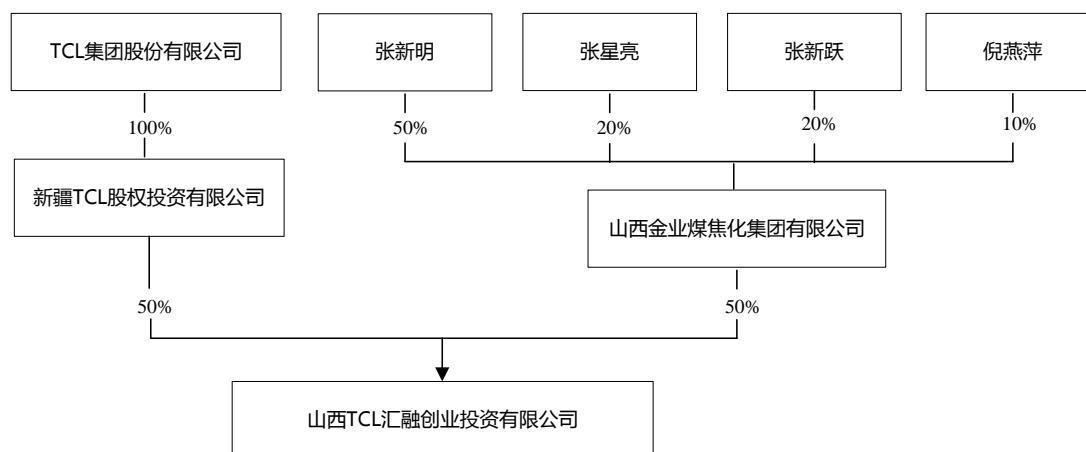 TCL集团股份有限公司
张新明
张星亮
张新跃
倪燕萍
100%
50%
20%
20%
10%
新疆TCL股权投资有限公司
山西金业煤焦化集团有限公司
50%
50%
山西TCL汇融创业投资有限公司